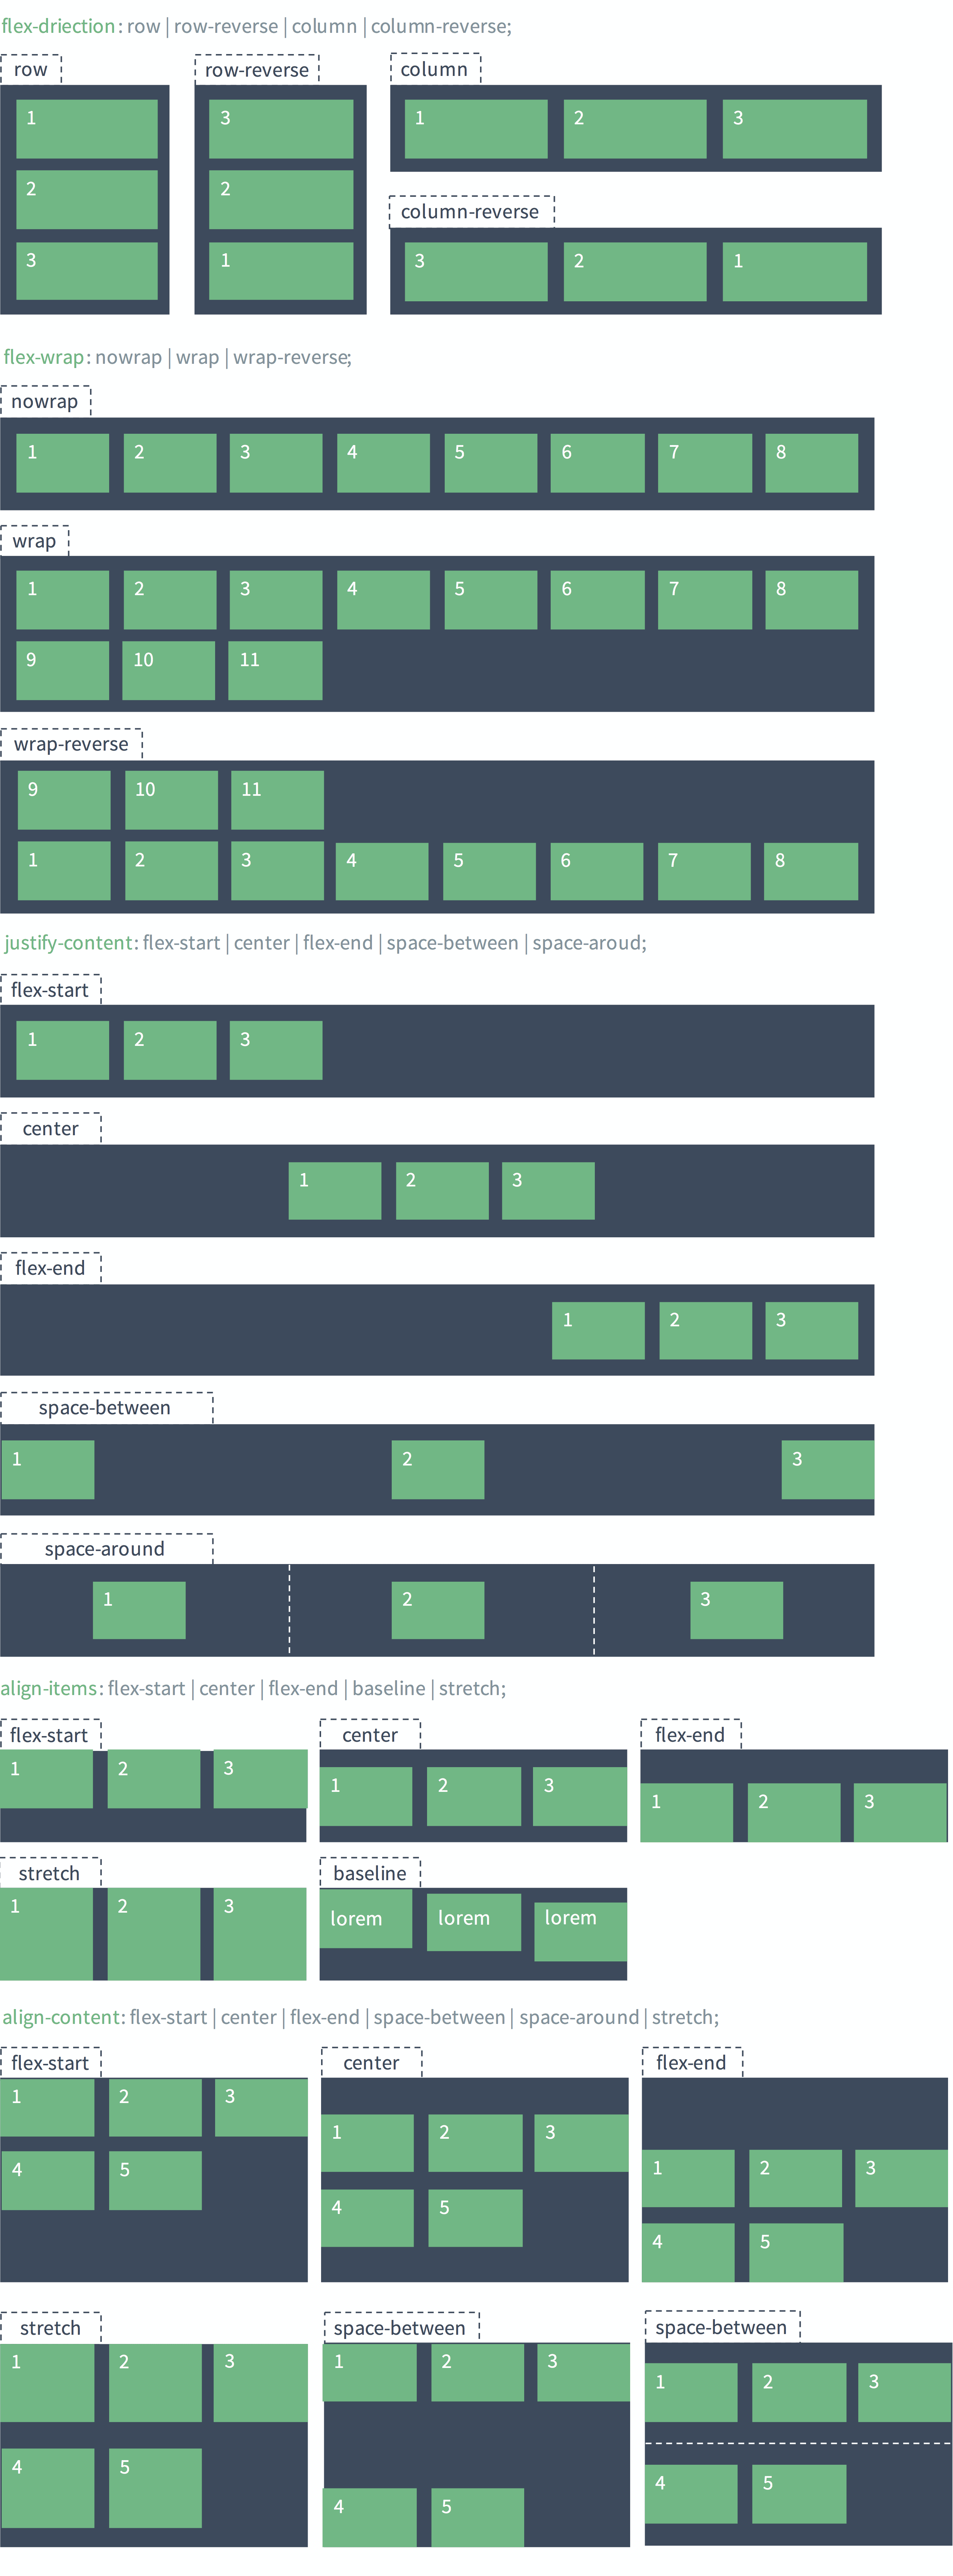 flex-driection: row | row-reverse | column | column-reverse;
row
row-reverse
column
1
3
1 2 3
2
2
column-reverse
3
1
3 2 1
flex-wrap: nowrap | wrap | wrap-reverse;
nowrap
1 2 3 4 5 6 7 8
wrap
1 2 3 4 5 6 7 8
9 10 11
wrap-reverse
9 10 11
1 2 3 4 5 6 7 8
justify-content: flex-start | center | flex-end | space-between | space-aroud;
flex-start
1 2 3
center
1 2 3
flex-end
1 2 3
space-between
1 2 3
space-around
1 2 3
align-items: flex-start | center | flex-end | baseline | stretch;
flex-start
center
flex-end
1 2 3
1 2 3
1 2 3
stretch
baseline
1 2 3
lorem lorem lorem
align-content: flex-start | center | flex-end | space-between | space-around | stretch;
flex-start
center
flex-end
1 2 3
4 5
1 2 3
4 5
1 2 3
4 5
stretch
space-between
space-between
1 2 3
4 5
1 2 3
4 5
1 2 3
4 5